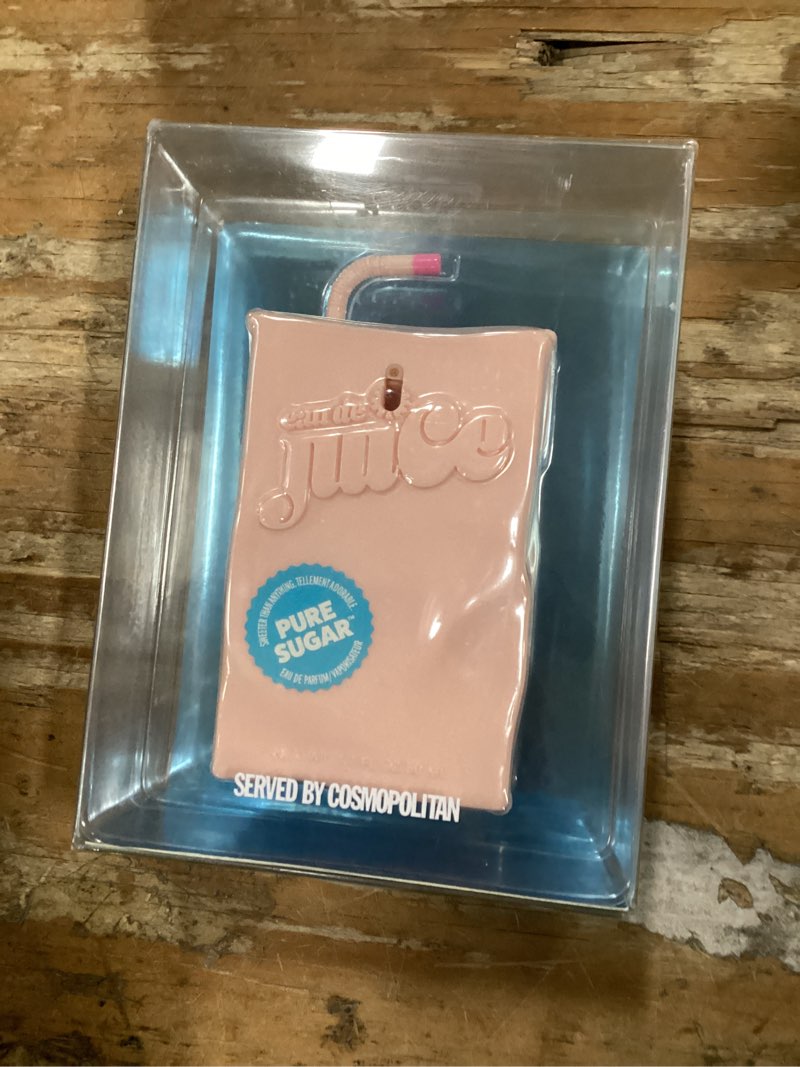 juice
SWEETER THAN ANYTHING. TELLEMENT ADORABLE.
PURE
SUGAR™
EAU DE PARFUM/VAPORISATEUR
SERVED BY COSMOPOLITAN